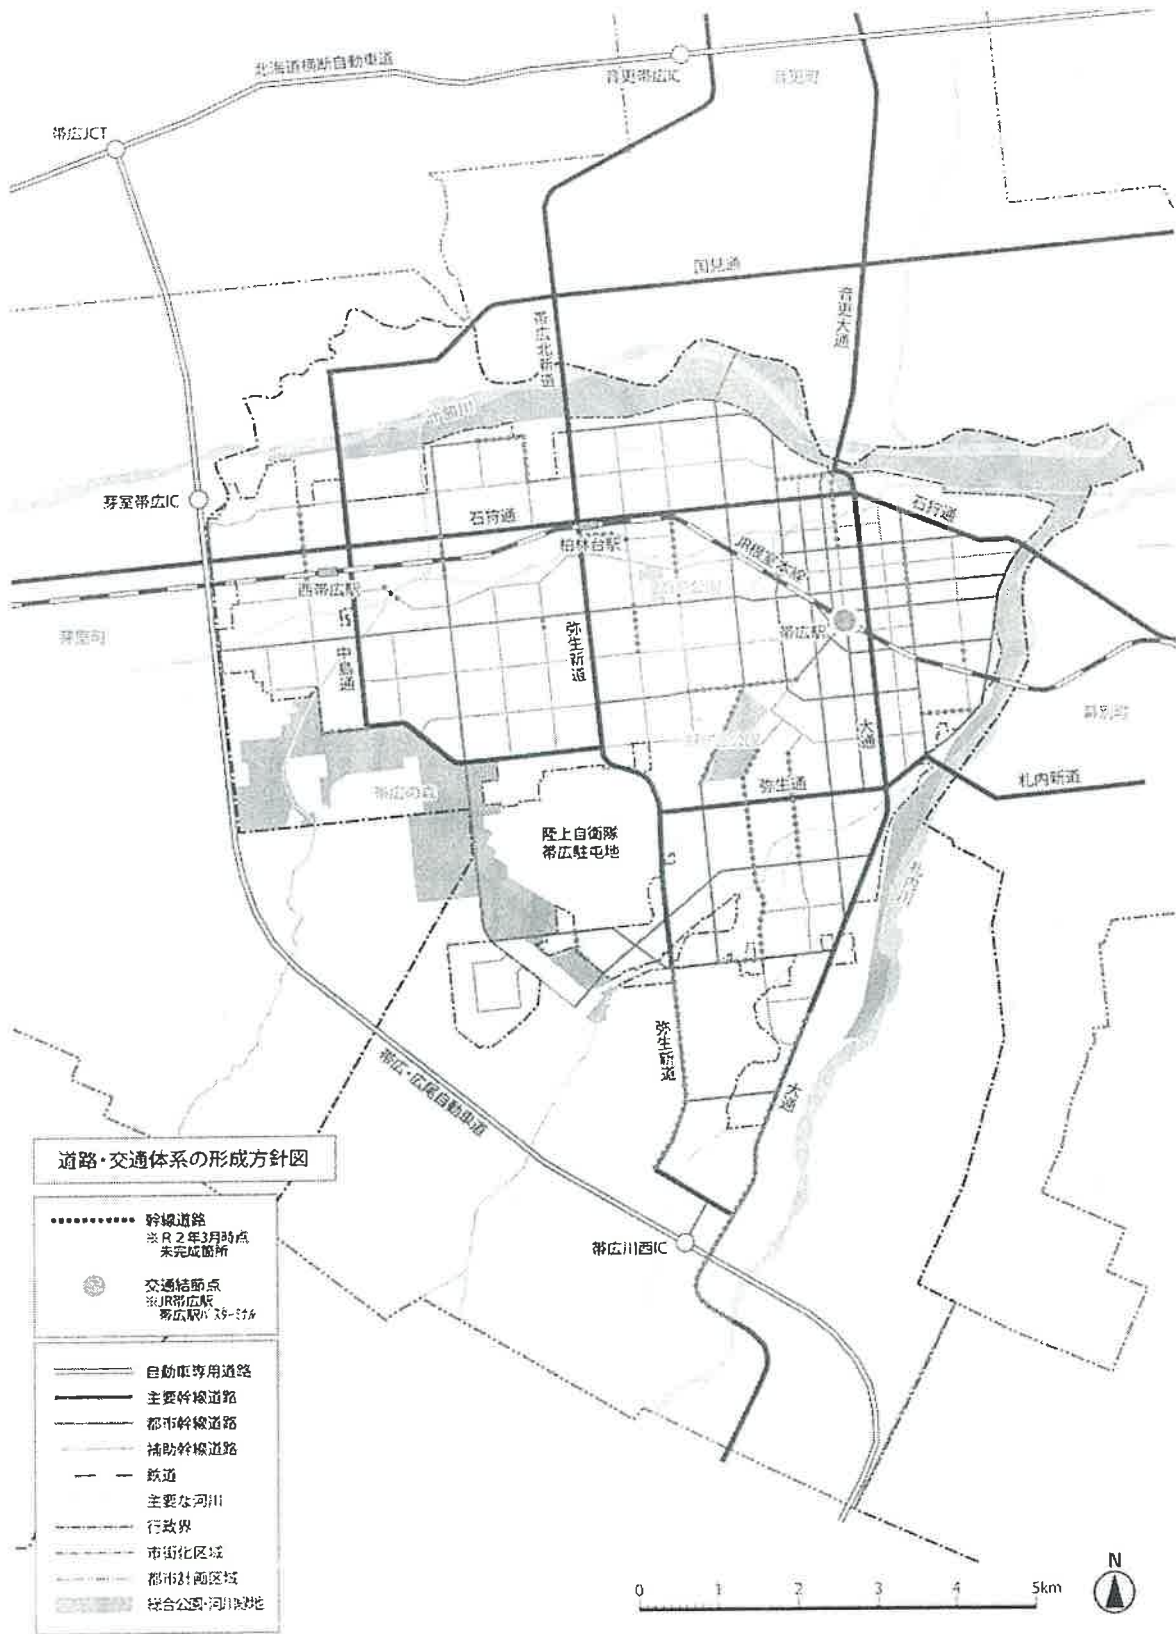 北海道横断自動車道
音更帯広IC
音更町
帯広JCT
国見通
音更大通
帯広北新道
十勝川
芽室帯広IC
石狩通
石狩通
柏林台駅
JR根室本線
西帯広駅
帯広駅
芽室町
中島通
弥生新道
幕別町
大通
札内新道
弥生通
帯広の森
陸上自衛隊
帯広駐屯地
札内川
弥生新道
大通
帯広・広尾自動車道
帯広川西IC
道路・交通体系の形成方針図
幹線道路
※R2年3月時点
未完成箇所
交通結節点
※JR帯広駅
帯広駅バスターミナル
自動車専用道路
主要幹線道路
都市幹線道路
補助幹線道路
鉄道
主要な河川
行政界
市街化区域
都市計画区域
総合公園・河川緑地
0 1 2 3 4 5km
N